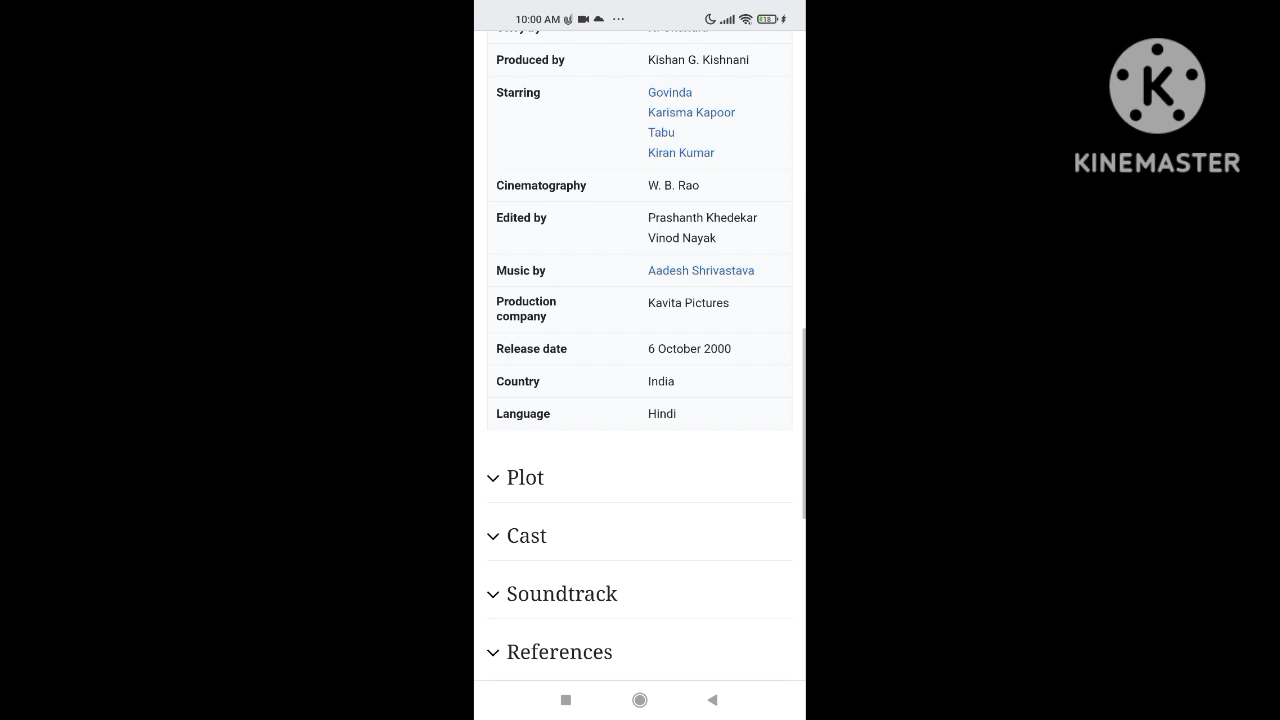 10:00 AM
18
Produced by Kishan G. Kishnani
Starring Govinda
Karisma Kapoor
Tabu
Kiran Kumar
Cinematography W. B. Rao
Edited by Prashanth Khedekar
Vinod Nayak
Music by Aadesh Shrivastava
Production company Kavita Pictures
Release date 6 October 2000
Country India
Language Hindi
Plot
Cast
Soundtrack
References
K
KINEMASTER